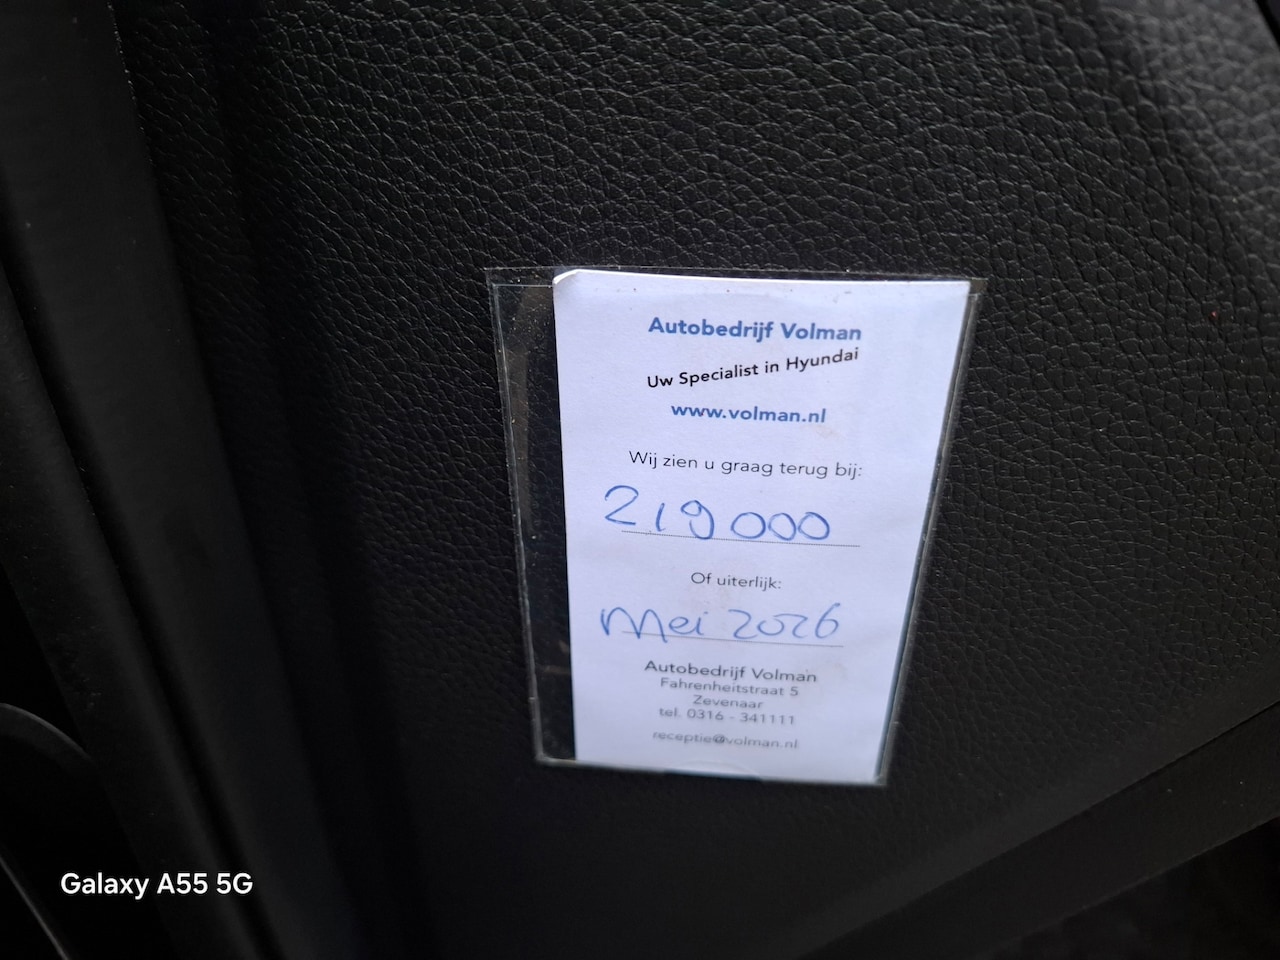 Autobedrijf Volman
Uw Specialist in Hyundai
www.volman.nl
Wij zien u graag terug bij:
219000
Of uiterlijk:
Mei 2026
Autobedrijf Volman
Fahrenheitstraat 5
Zevenaar
tel. 0316 - 341111
receptie@volman.nl
Galaxy A55 5G